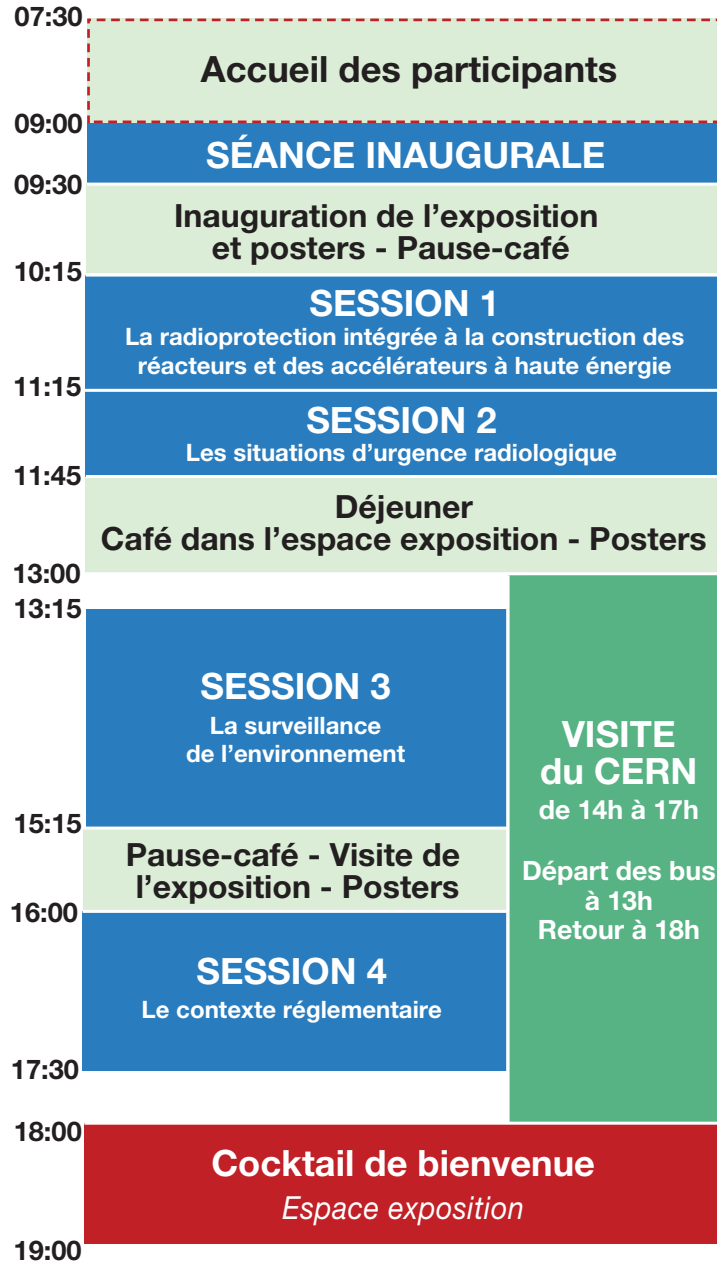 07:30
Accueil des participants
09:00
SÉANCE INAUGURALE
09:30
Inauguration de l’exposition
et posters - Pause-café
10:15
SESSION 1
La radioprotection intégrée à la construction des
réacteurs et des accélérateurs à haute énergie
11:15
SESSION 2
Les situations d’urgence radiologique
11:45
Déjeuner
Café dans l’espace exposition - Posters
13:00
13:15
SESSION 3
La surveillance
de l’environnement
15:15
Pause-café - Visite de
l’exposition - Posters
16:00
SESSION 4
Le contexte réglementaire
17:30
VISITE
du CERN
de 14h à 17h
Départ des bus
à 13h
Retour à 18h
18:00
Cocktail de bienvenue
Espace exposition
19:00